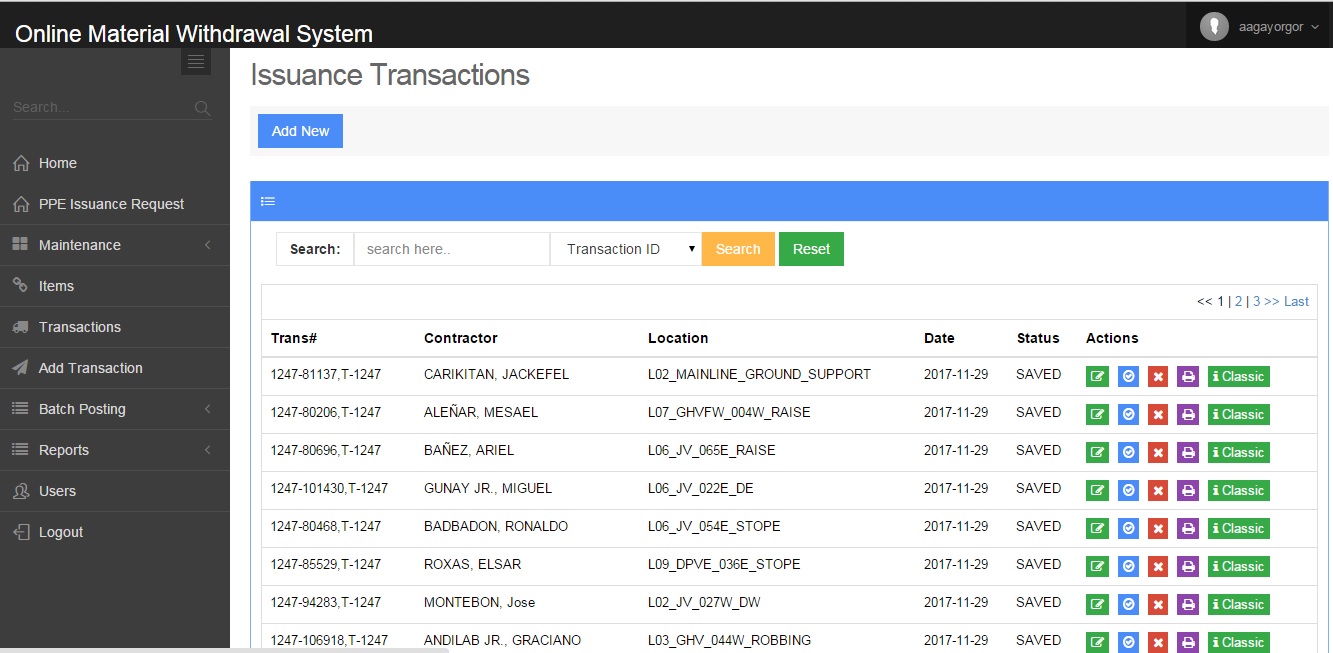 Online Material Withdrawal System
aagayorgor
Search...
Home
PPE Issuance Request
Maintenance
Items
Transactions
Add Transaction
Batch Posting
Reports
Users
Logout
Issuance Transactions
Add New
Search: search here.. Transaction ID Search Reset
<< 1 | 2 | 3 >> Last
Trans# Contractor Location Date Status Actions
1247-81137,T-1247 CARIKITAN, JACKEFEL L02_MAINLINE_GROUND_SUPPORT 2017-11-29 SAVED Classic
1247-80206,T-1247 ALEÑAR, MESAEL L07_GHVFW_004W_RAISE 2017-11-29 SAVED Classic
1247-80696,T-1247 BAÑEZ, ARIEL L06_JV_065E_RAISE 2017-11-29 SAVED Classic
1247-101430,T-1247 GUNAY JR., MIGUEL L06_JV_022E_DE 2017-11-29 SAVED Classic
1247-80468,T-1247 BADBADON, RONALDO L06_JV_054E_STOPE 2017-11-29 SAVED Classic
1247-85529,T-1247 ROXAS, ELSAR L09_DPVE_036E_STOPE 2017-11-29 SAVED Classic
1247-94283,T-1247 MONTEBON, Jose L02_JV_027W_DW 2017-11-29 SAVED Classic
1247-106918,T-1247 ANDILAB JR., GRACIANO L03_GHV_044W_ROBBING 2017-11-29 SAVED Classic